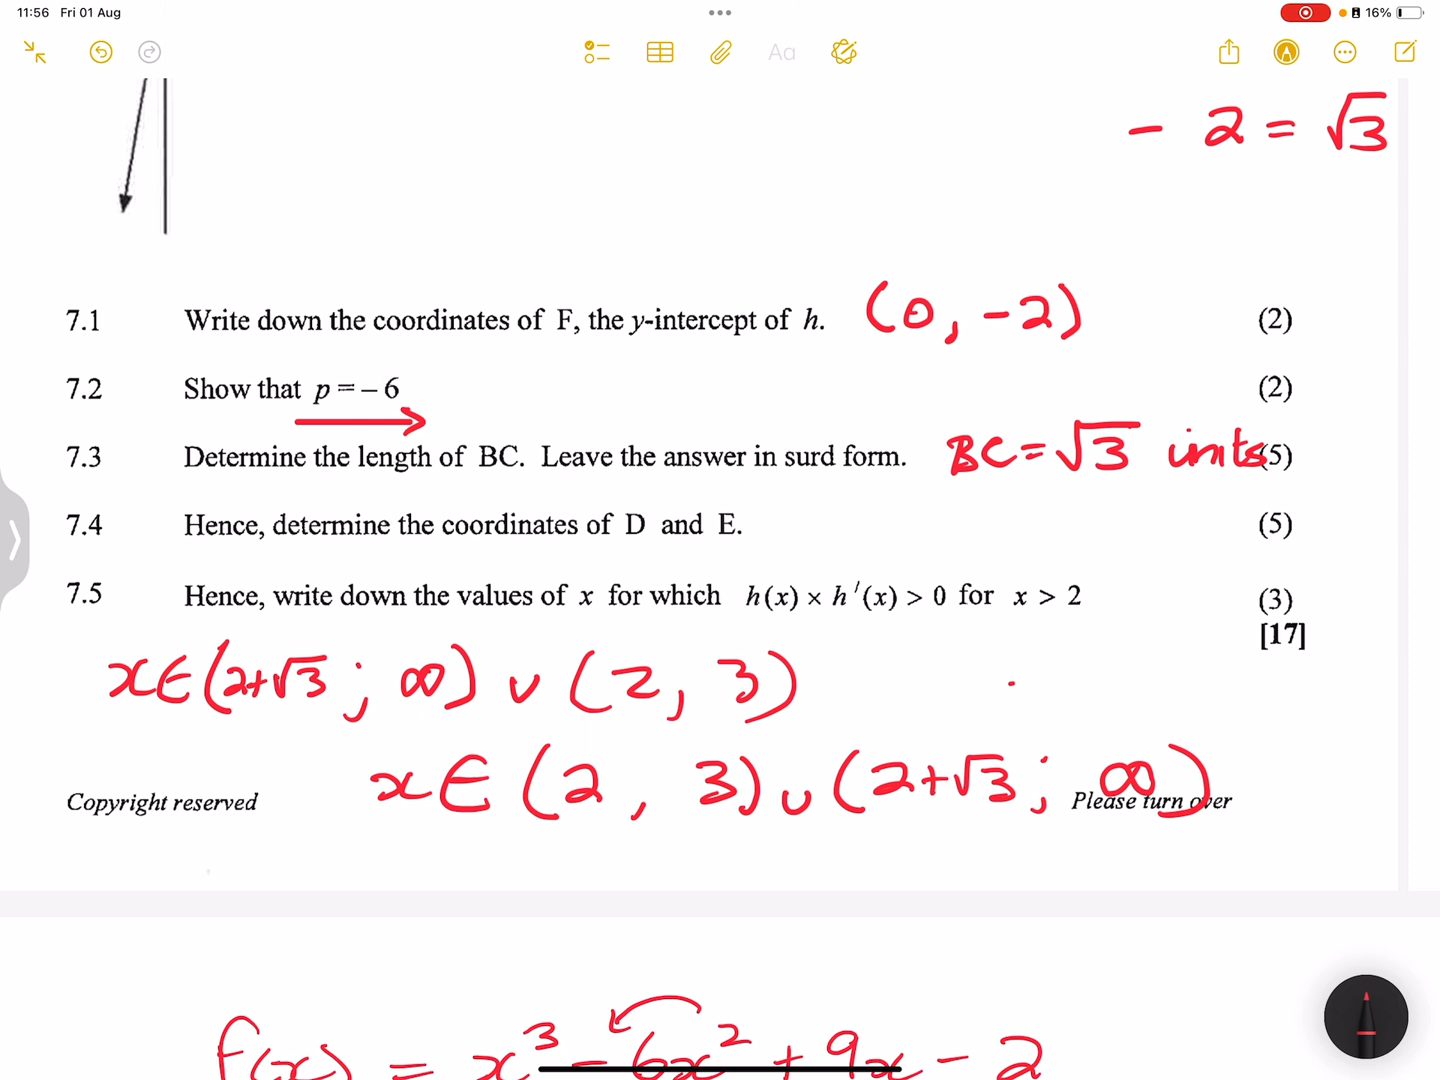 11:56 Fri 01 Aug
16%
Aa
- 2 = √3
7.1 Write down the coordinates of F, the y-intercept of h. (0, -2) (2)
7.2 Show that p = – 6 (2)
7.3 Determine the length of BC. Leave the answer in surd form. BC = √3 units (5)
7.4 Hence, determine the coordinates of D and E. (5)
7.5 Hence, write down the values of x for which h(x) × h ′(x) > 0 for x > 2 (3)
[17]
x∈(2+√3 ; ∞) ∪ (2, 3)
x∈ (2 , 3) ∪ (2+√3 ; ∞)
Copyright reserved Please turn over
f(x) = x³ - 6x² + 9x - 2